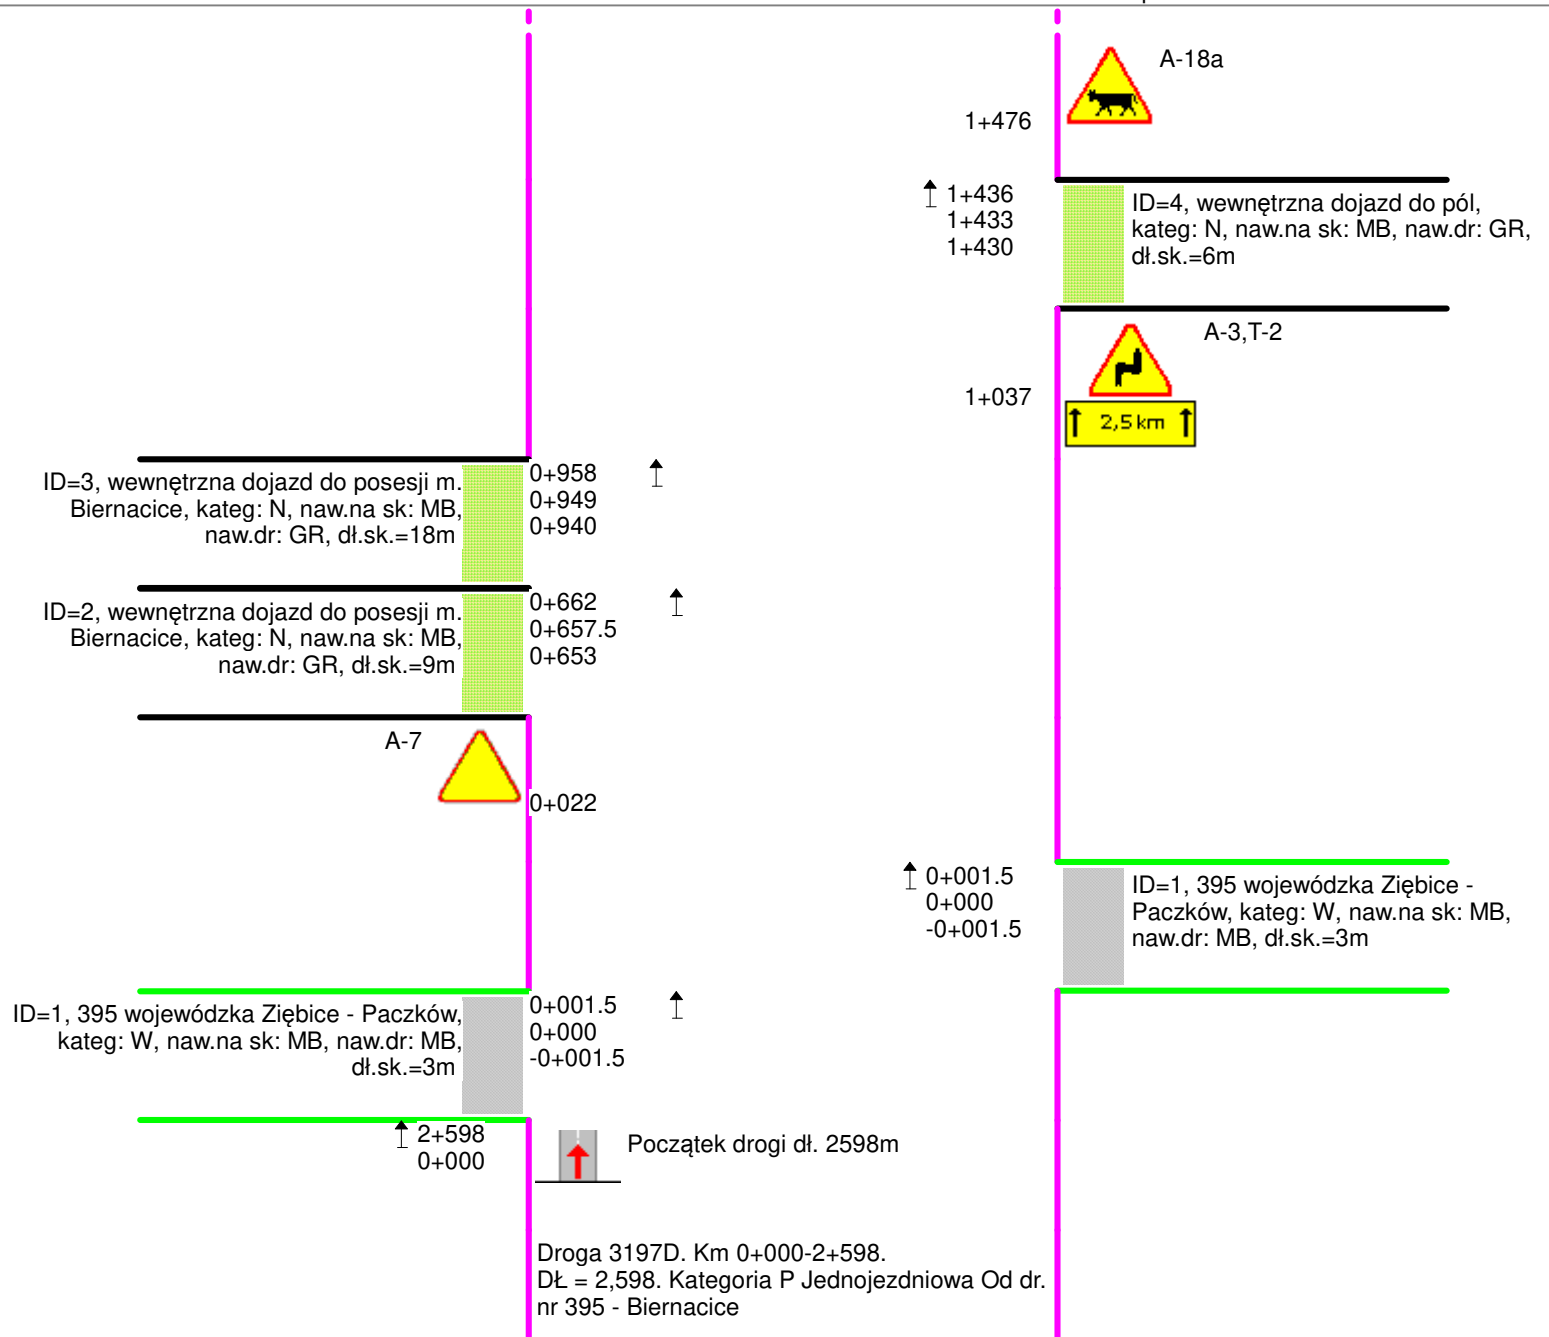 A-18a
1+476
1+436
1+433
1+430
ID=4, wewnętrzna dojazd do pól,
kateg: N, naw.na sk: MB, naw.dr: GR,
dł.sk.=6m
A-3,T-2
1+037
2,5 km
ID=3, wewnętrzna dojazd do posesji m.
Biernacice, kateg: N, naw.na sk: MB,
naw.dr: GR, dł.sk.=18m
0+958
0+949
0+940
ID=2, wewnętrzna dojazd do posesji m.
Biernacice, kateg: N, naw.na sk: MB,
naw.dr: GR, dł.sk.=9m
0+662
0+657.5
0+653
A-7
0+022
0+001.5
0+000
-0+001.5
ID=1, 395 wojewódzka Ziębice -
Paczków, kateg: W, naw.na sk: MB,
naw.dr: MB, dł.sk.=3m
ID=1, 395 wojewódzka Ziębice - Paczków,
kateg: W, naw.na sk: MB, naw.dr: MB,
dł.sk.=3m
0+001.5
0+000
-0+001.5
2+598
0+000
Początek drogi dł. 2598m
Droga 3197D. Km 0+000-2+598.
DŁ = 2,598. Kategoria P Jednojezdniowa Od dr.
nr 395 - Biernacice